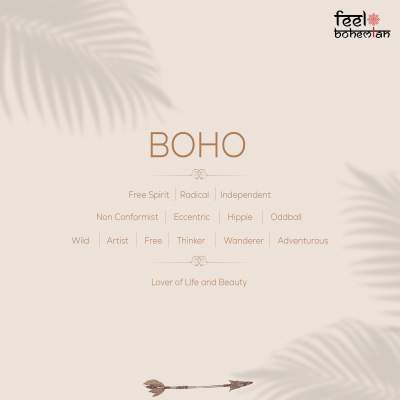 feel
bohemian
BOHO
Free Spirit | Radical | Independent
Non Conformist | Eccentric | Hippie | Oddball
Wild | Artist | Free | Thinker | Wanderer | Adventurous
Lover of Life and Beauty